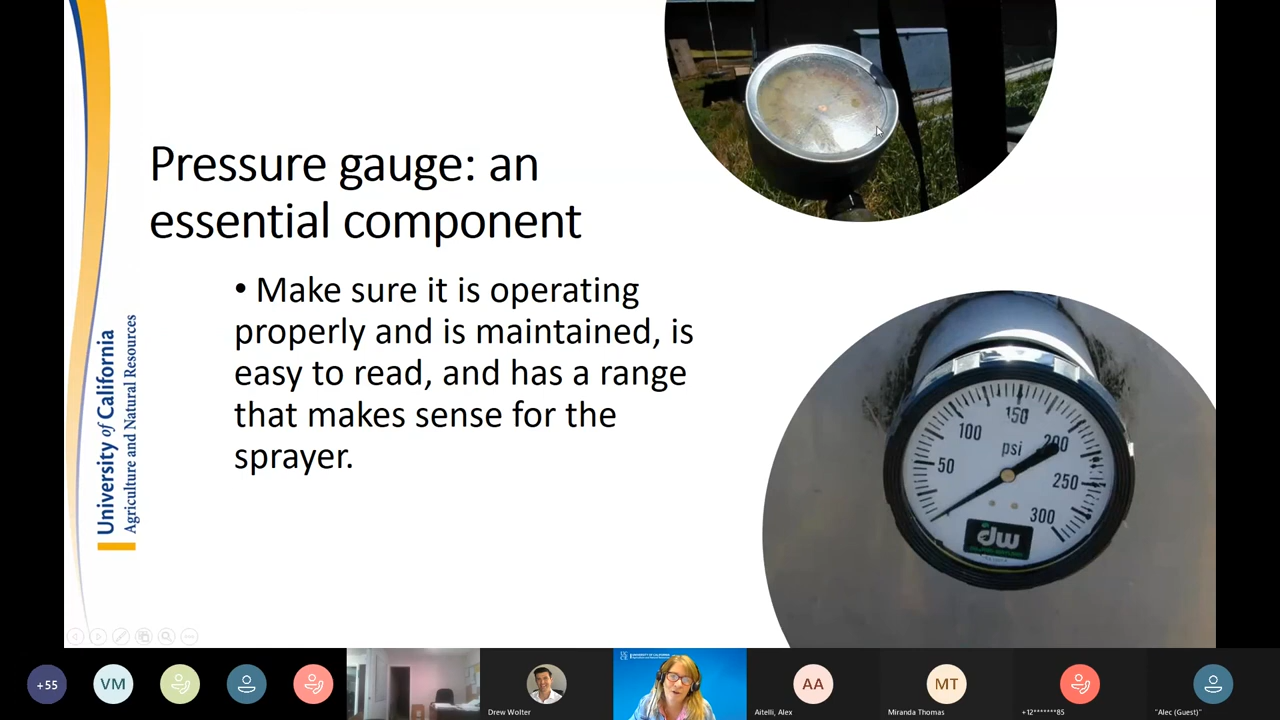 Pressure gauge: an
essential component
• Make sure it is operating
properly and is maintained, is
easy to read, and has a range
that makes sense for the
sprayer.
University of California
Agriculture and Natural Resources
50
100
150
200
250
300
psi
dw
+55
VM
Drew Wolter
AA
Aitelli, Alex
MT
Miranda Thomas
+12*******85
"Alec (Guest)"